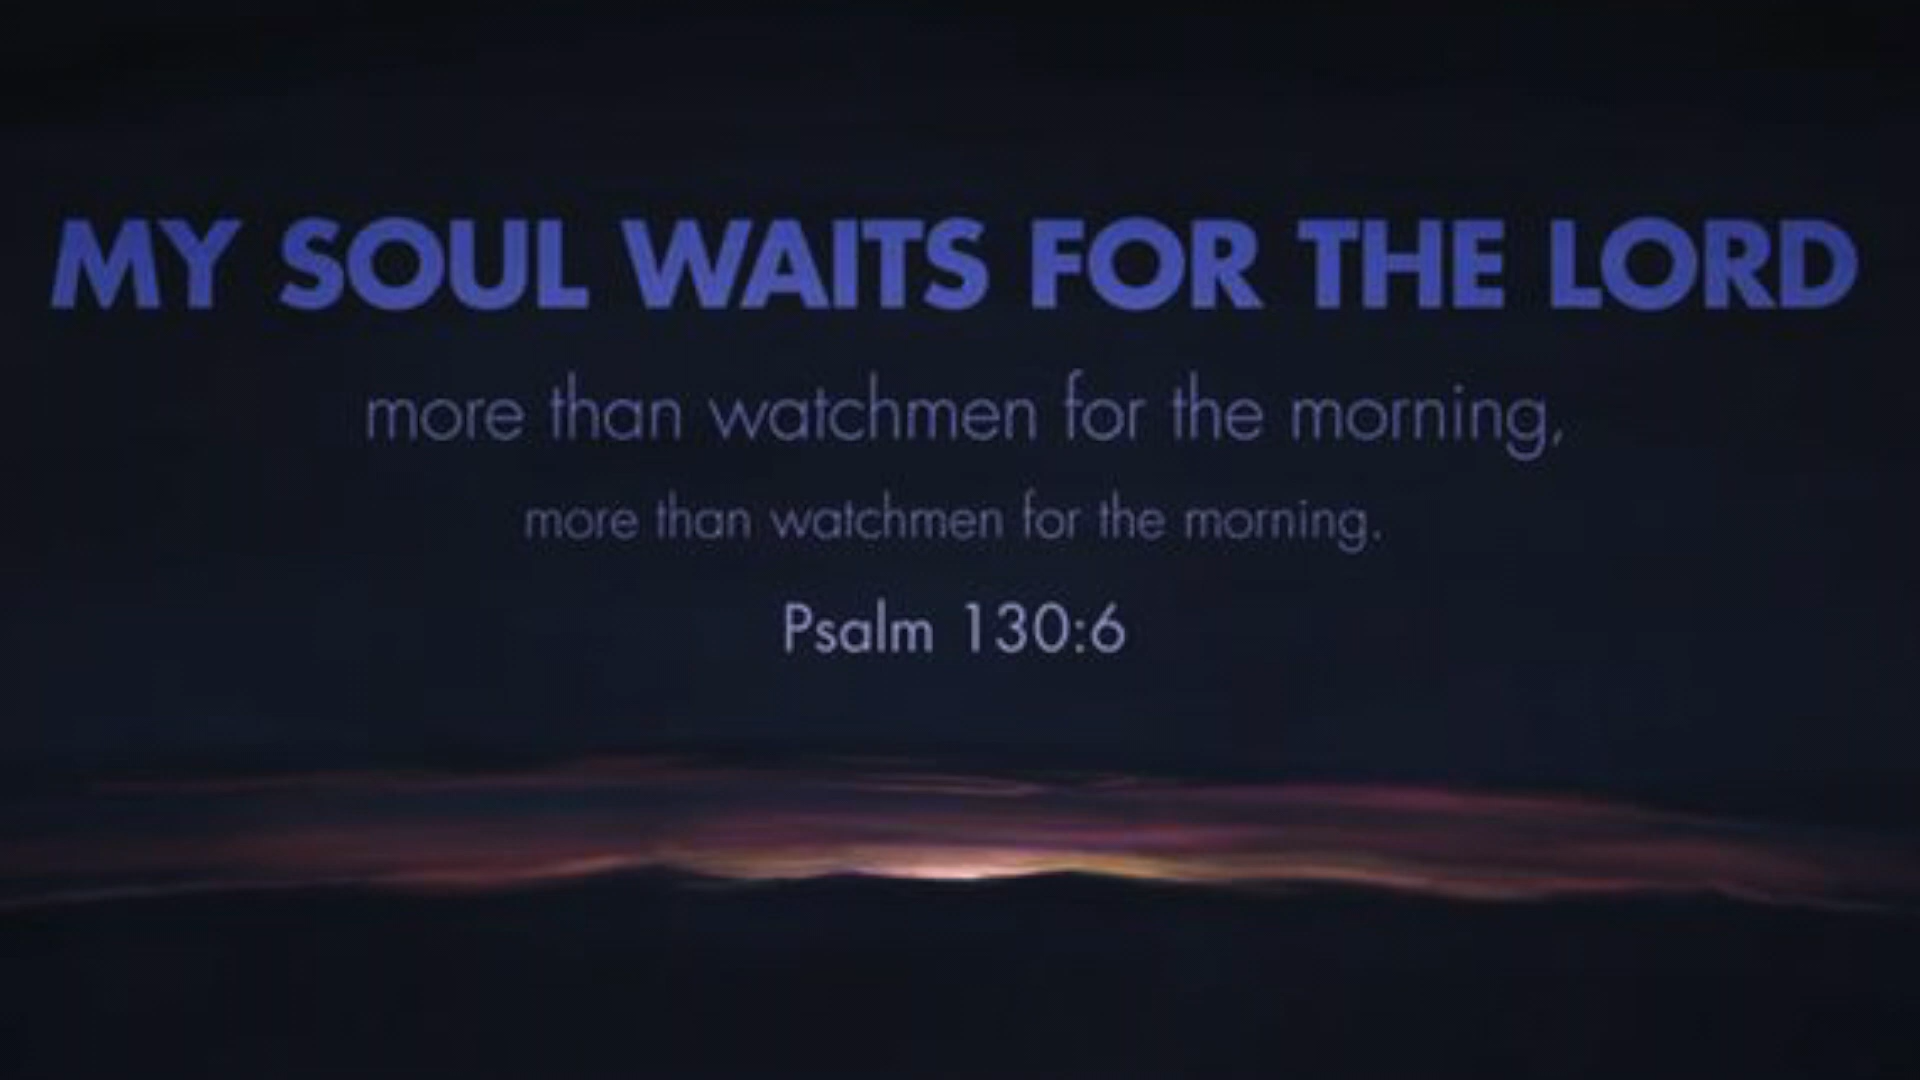 MY SOUL WAITS FOR THE LORD
more than watchmen for the morning,
more than watchmen for the morning.
Psalm 130:6